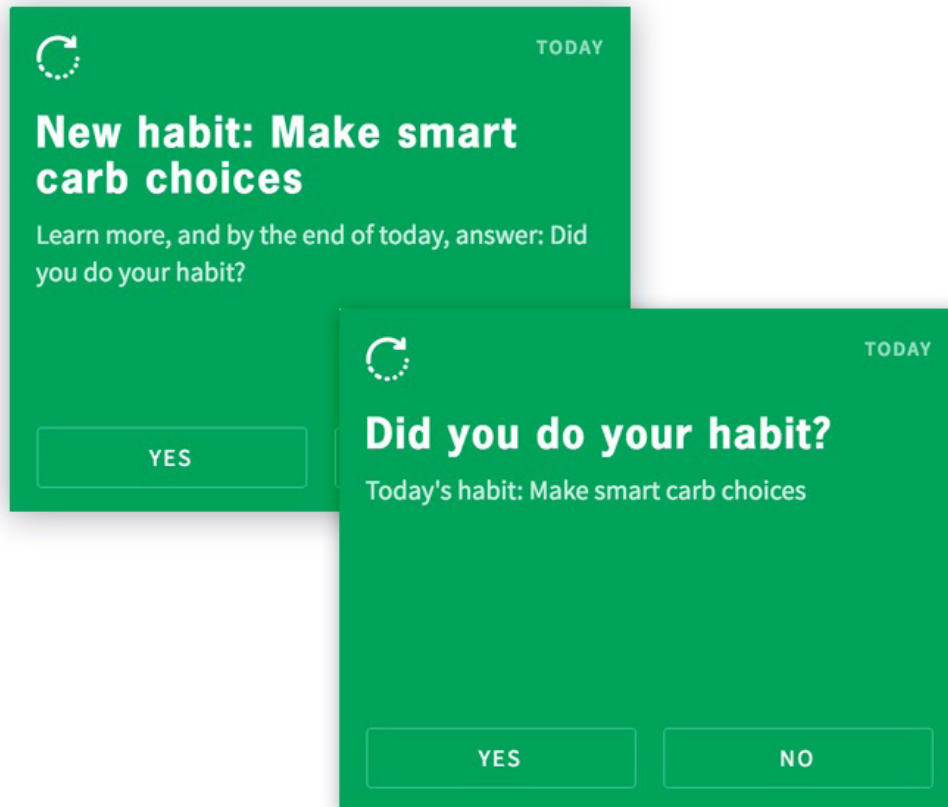 TODAY
New habit: Make smart
carb choices
Learn more, and by the end of today, answer: Did
you do your habit?
YES
TODAY
Did you do your habit?
Today's habit: Make smart carb choices
YES
NO